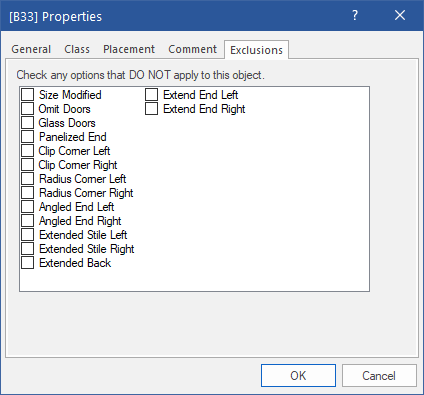 [B33] Properties
General Class Placement Comment Exclusions
Check any options that DO NOT apply to this object.
Size Modified
Omit Doors
Glass Doors
Panelized End
Clip Corner Left
Clip Corner Right
Radius Corner Left
Radius Corner Right
Angled End Left
Angled End Right
Extended Stile Left
Extended Stile Right
Extended Back
Extend End Left
Extend End Right
OK Cancel